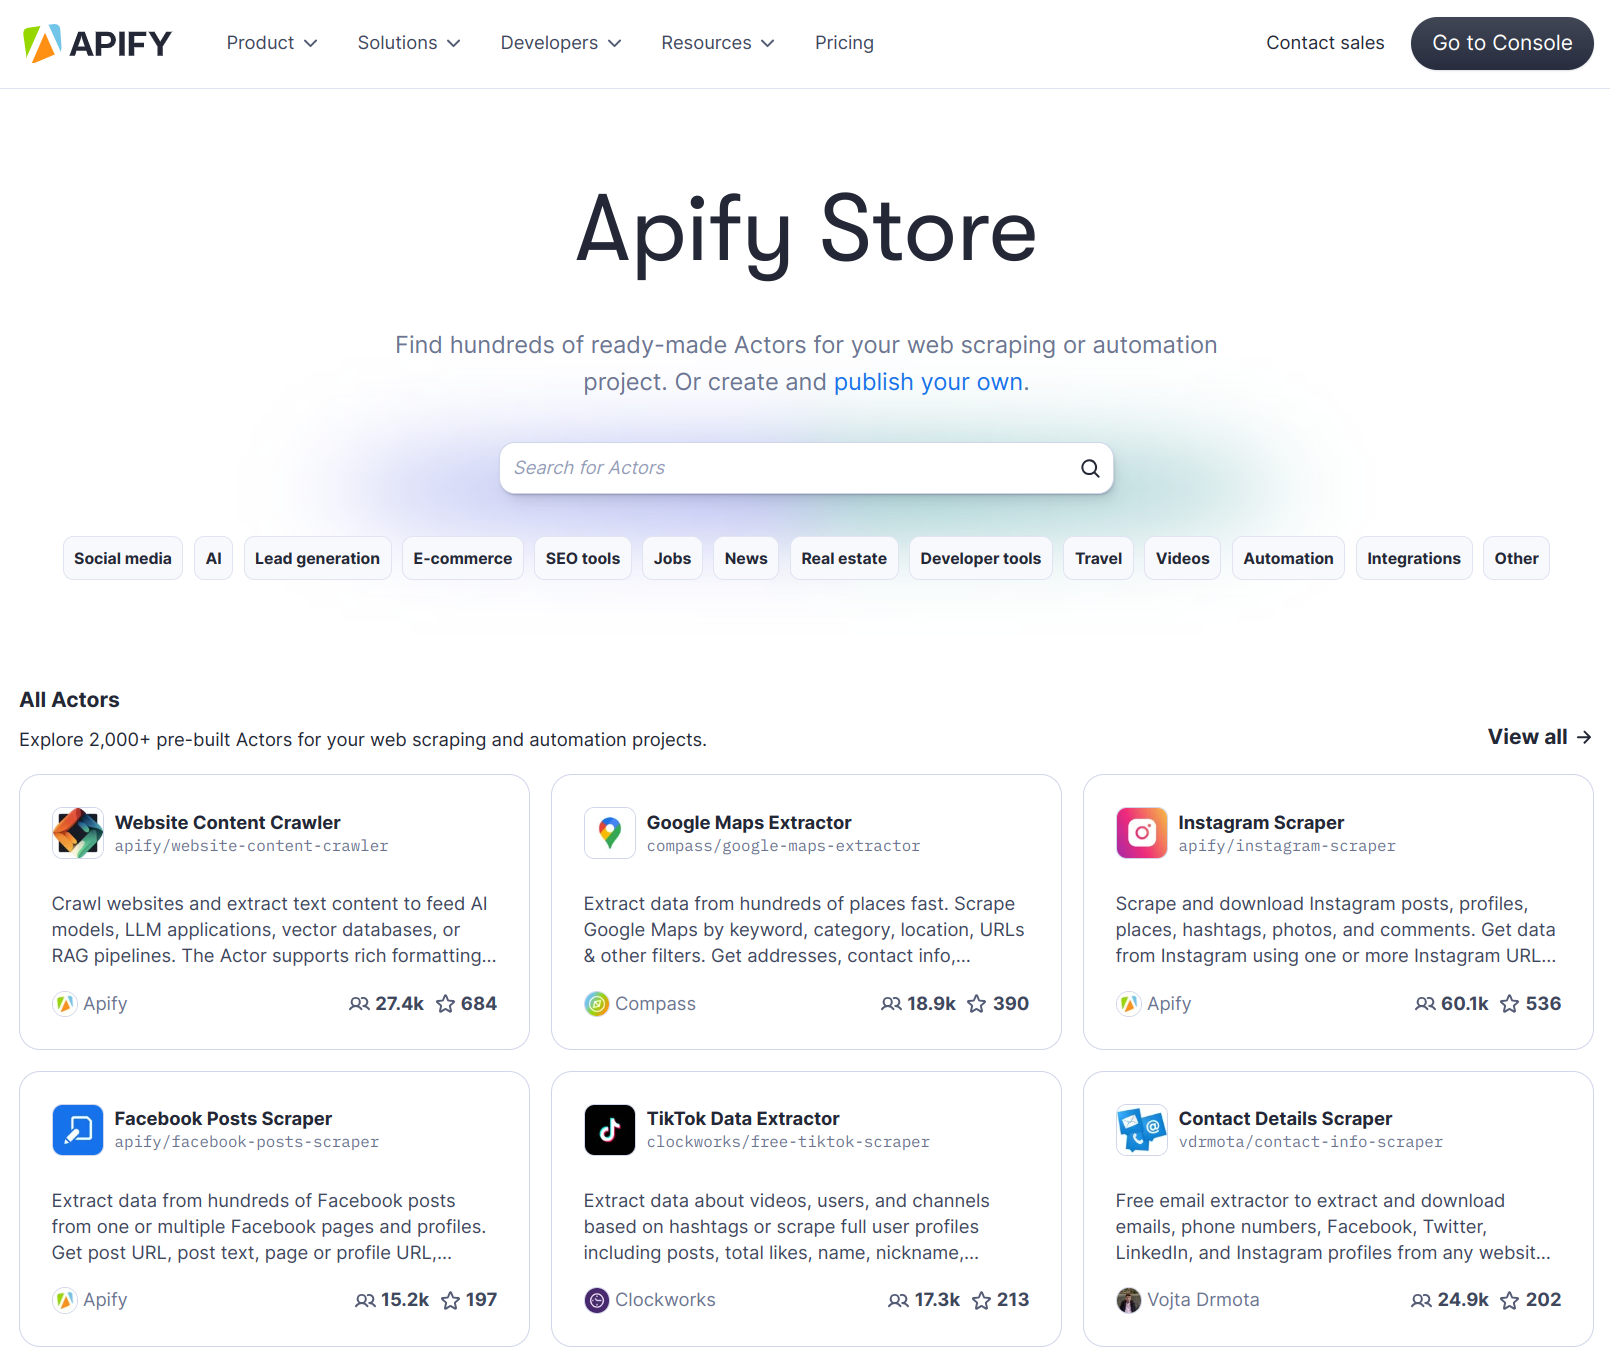 APIFY
Product
Solutions
Developers
Resources
Pricing
Contact sales
Go to Console
Apify Store
Find hundreds of ready-made Actors for your web scraping or automation
project. Or create and publish your own.
Search for Actors
Social media
AI
Lead generation
E-commerce
SEO tools
Jobs
News
Real estate
Developer tools
Travel
Videos
Automation
Integrations
Other
All Actors
Explore 2,000+ pre-built Actors for your web scraping and automation projects.
View all →
Website Content Crawler
apify/website-content-crawler
Crawl websites and extract text content to feed AI
models, LLM applications, vector databases, or
RAG pipelines. The Actor supports rich formatting...
Apify
27.4k
684
Google Maps Extractor
compass/google-maps-extractor
Extract data from hundreds of places fast. Scrape
Google Maps by keyword, category, location, URLs
& other filters. Get addresses, contact info,...
Compass
18.9k
390
Instagram Scraper
apify/instagram-scraper
Scrape and download Instagram posts, profiles,
places, hashtags, photos, and comments. Get data
from Instagram using one or more Instagram URL...
Apify
60.1k
536
Facebook Posts Scraper
apify/facebook-posts-scraper
Extract data from hundreds of Facebook posts
from one or multiple Facebook pages and profiles.
Get post URL, post text, page or profile URL,...
Apify
15.2k
197
TikTok Data Extractor
clockworks/free-tiktok-scraper
Extract data about videos, users, and channels
based on hashtags or scrape full user profiles
including posts, total likes, name, nickname,...
Clockworks
17.3k
213
Contact Details Scraper
vdrmota/contact-info-scraper
Free email extractor to extract and download
emails, phone numbers, Facebook, Twitter,
LinkedIn, and Instagram profiles from any websit...
Vojta Drmota
24.9k
202